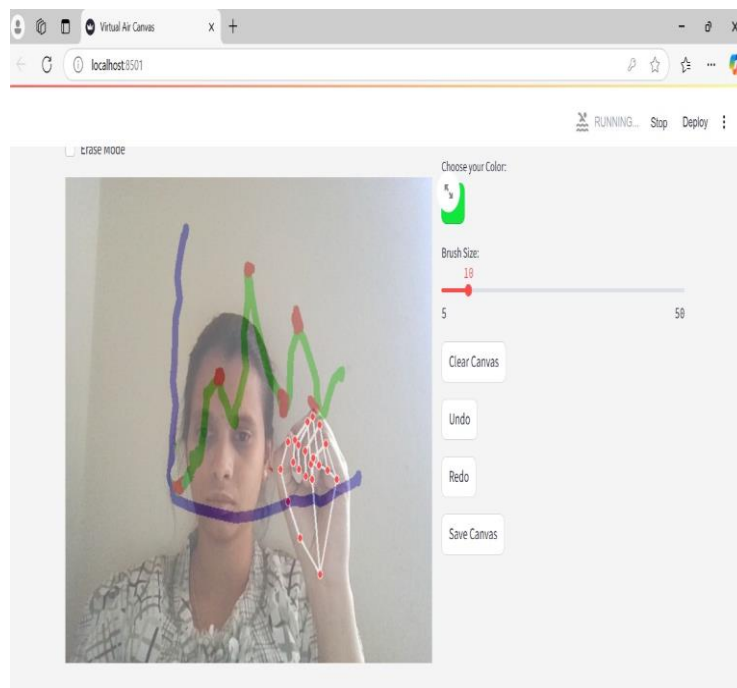 Virtual Air Canvas
localhost:8501
RUNNING...
Stop
Deploy
Erase Mode
Choose your Color:
Brush Size:
10
5
50
Clear Canvas
Undo
Redo
Save Canvas